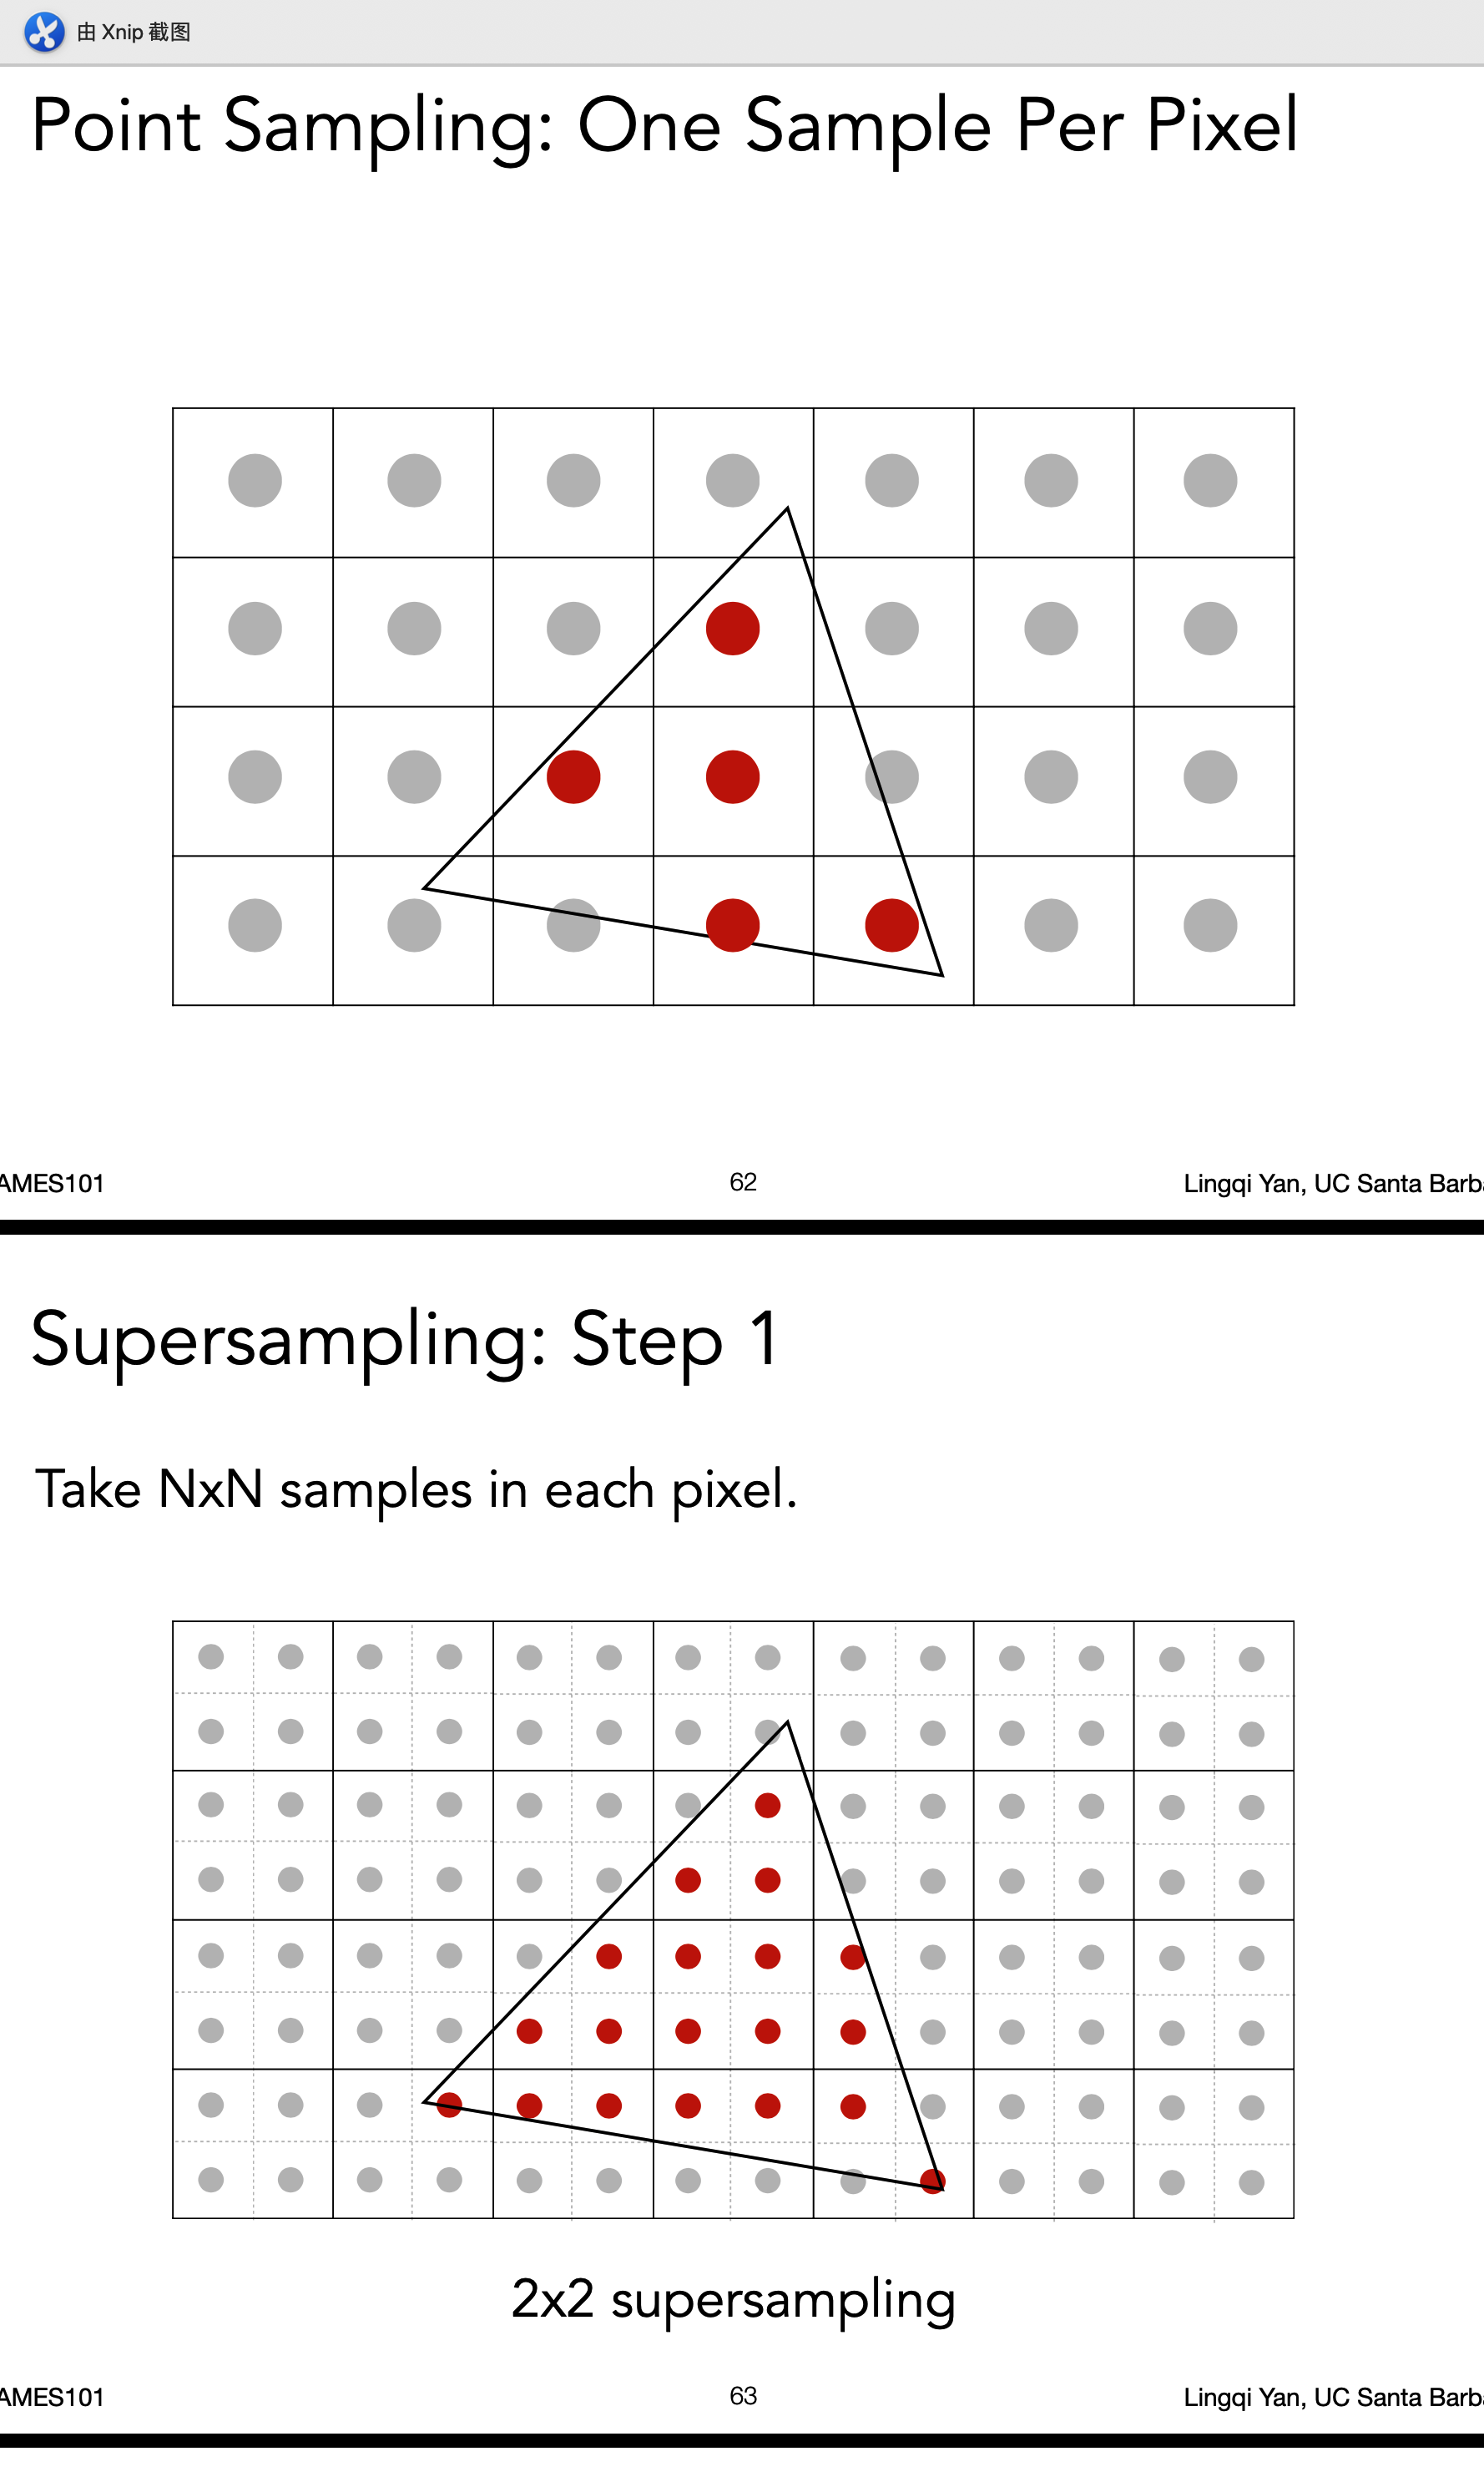 由 Xnip 截图
Point Sampling: One Sample Per Pixel
AMES101
62
Lingqi Yan, UC Santa Barb
Supersampling: Step 1
Take NxN samples in each pixel.
2x2 supersampling
AMES101
63
Lingqi Yan, UC Santa Barb